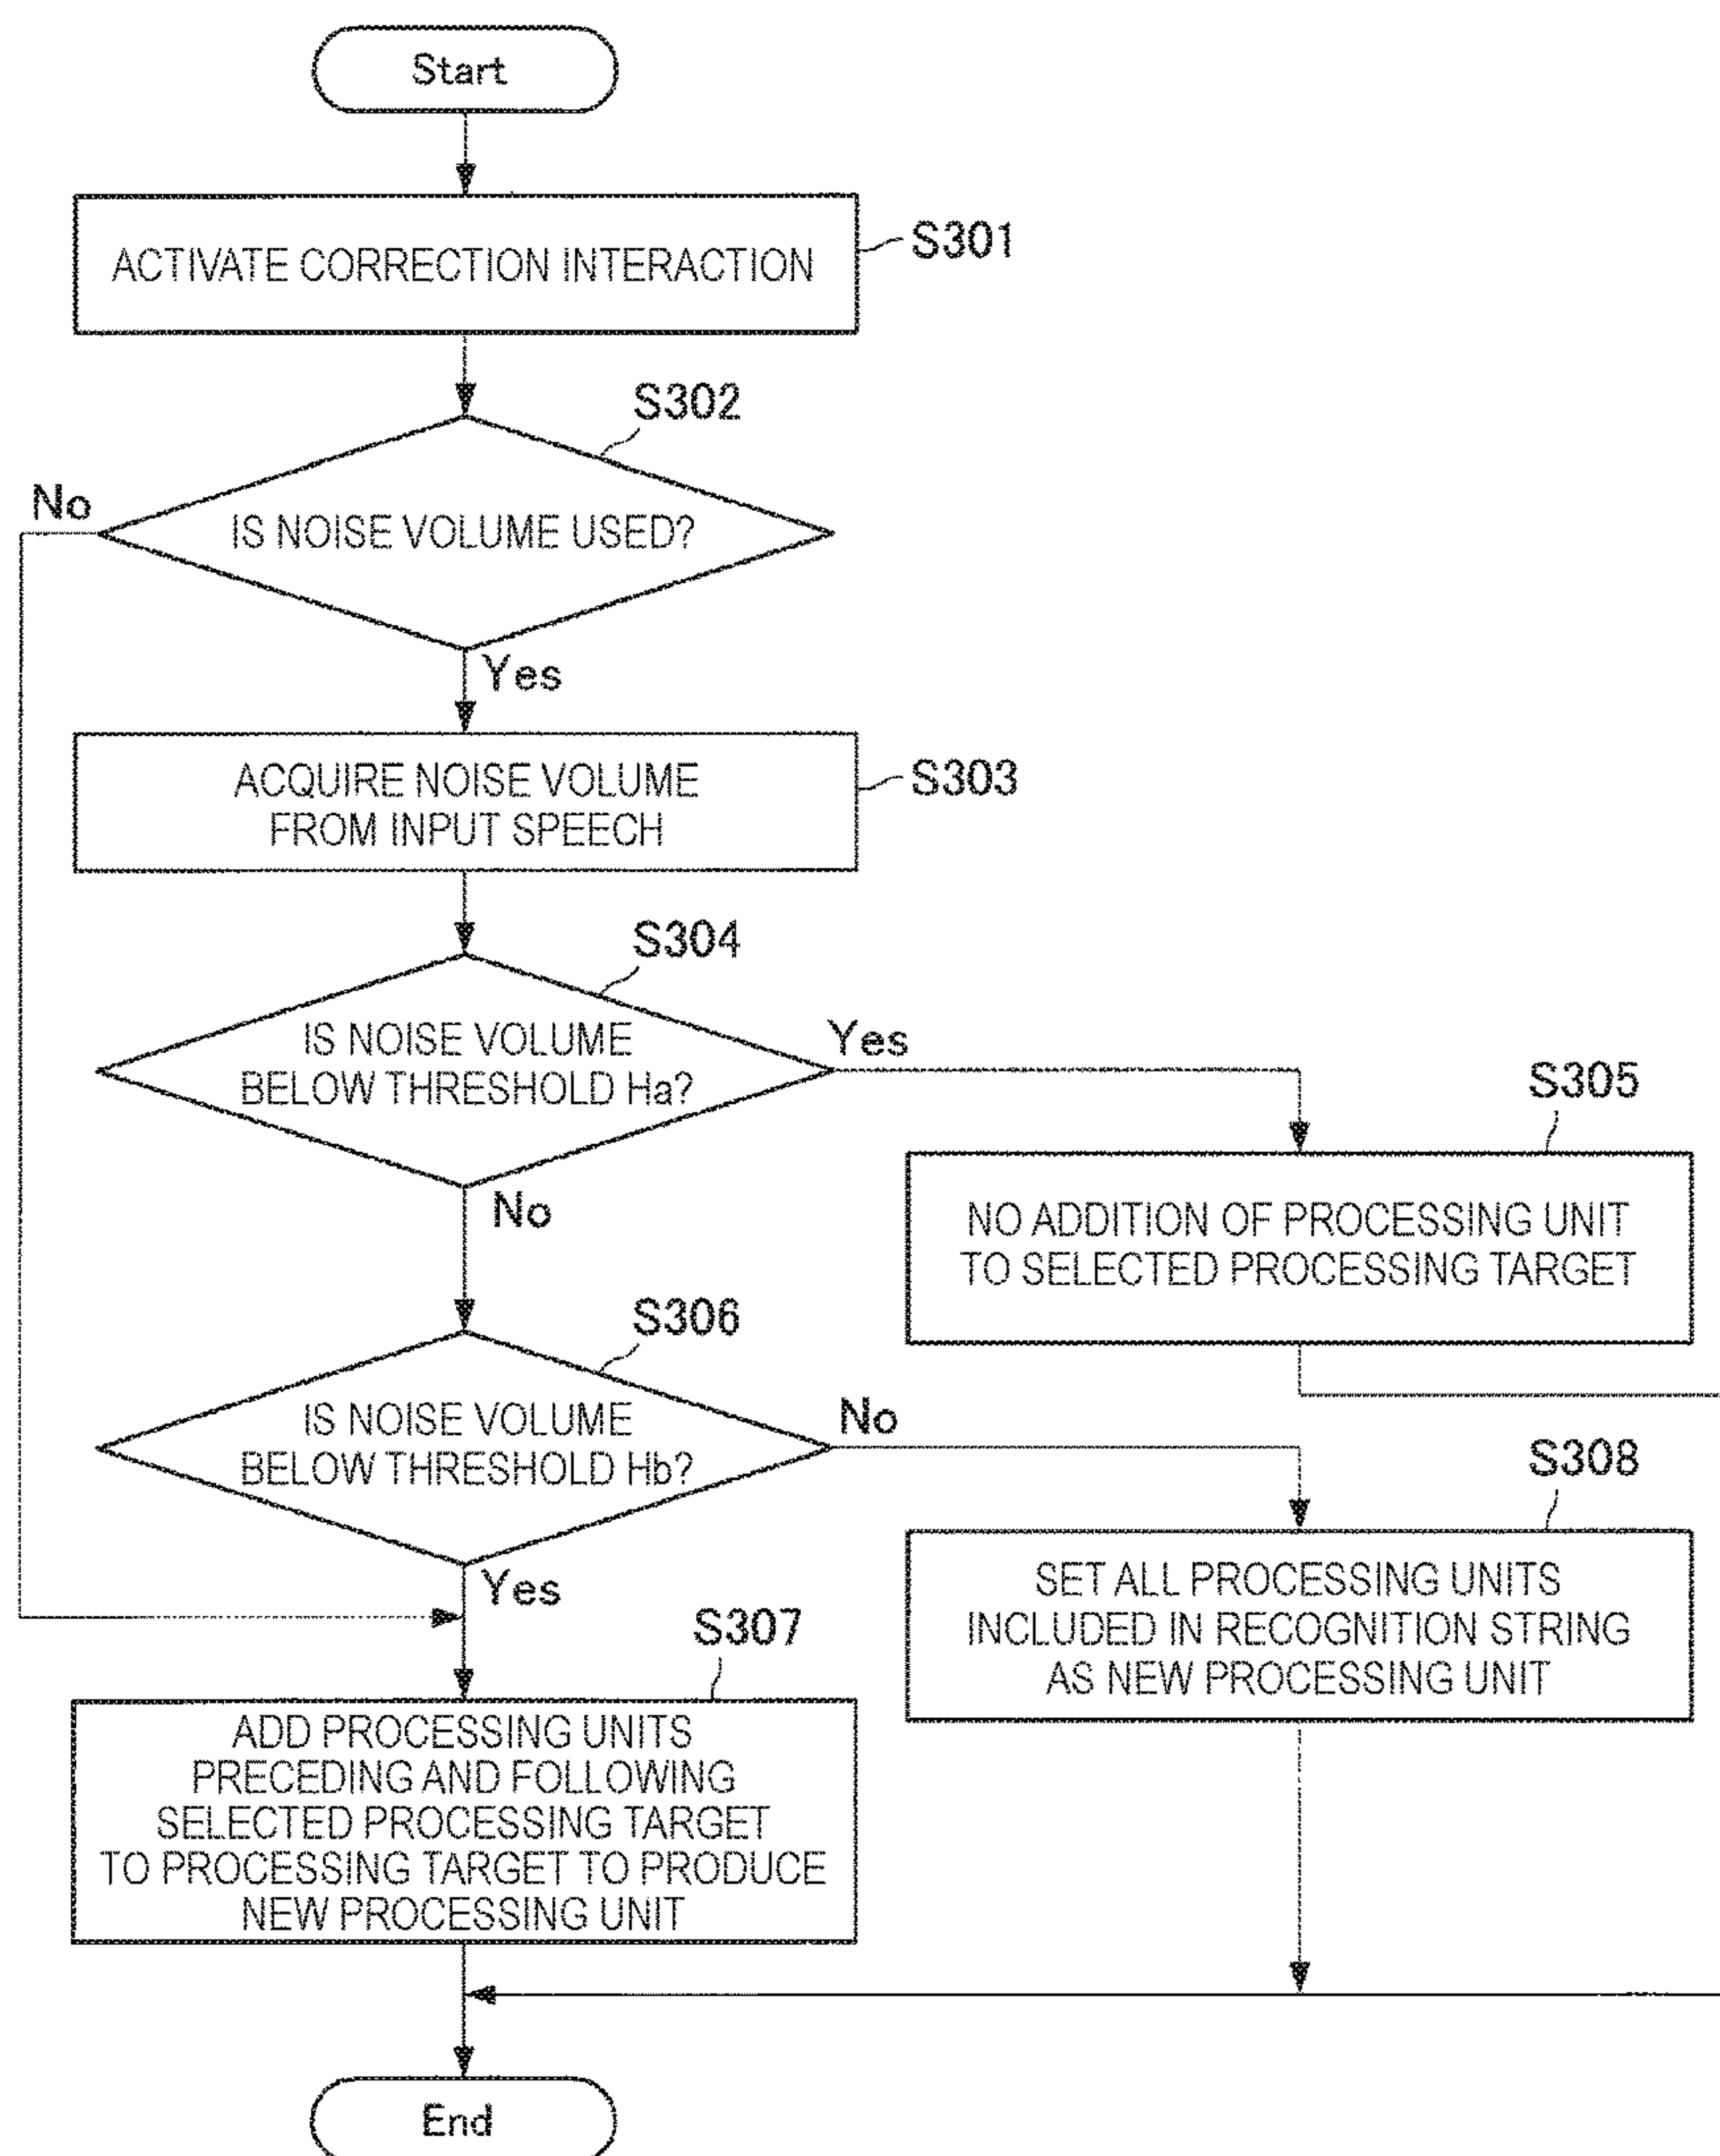 Start
ACTIVATE CORRECTION INTERACTION
S301
S302
No
IS NOISE VOLUME USED?
Yes
ACQUIRE NOISE VOLUME
FROM INPUT SPEECH
S303
S304
IS NOISE VOLUME
BELOW THRESHOLD Ha?
Yes
No
S305
NO ADDITION OF PROCESSING UNIT
TO SELECTED PROCESSING TARGET
S306
IS NOISE VOLUME
BELOW THRESHOLD Hb?
No
Yes
S308
SET ALL PROCESSING UNITS
INCLUDED IN RECOGNITION STRING
AS NEW PROCESSING UNIT
S307
ADD PROCESSING UNITS
PRECEDING AND FOLLOWING
SELECTED PROCESSING TARGET
TO PROCESSING TARGET TO PRODUCE
NEW PROCESSING UNIT
End